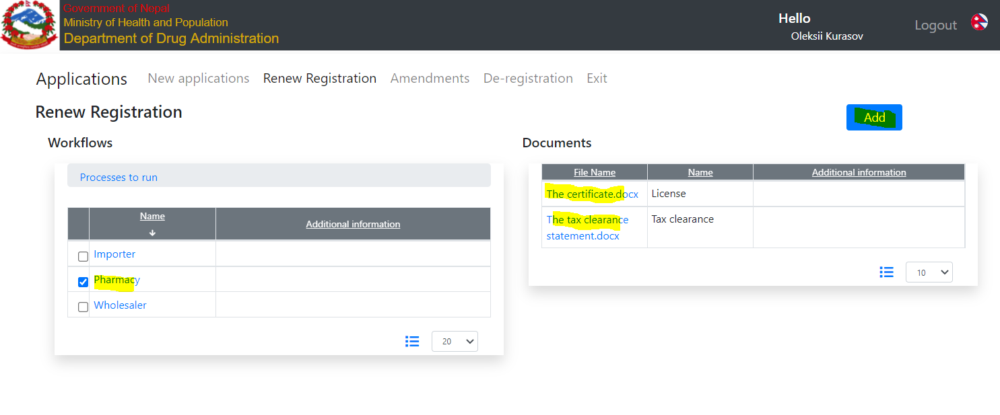 Government of Nepal
Ministry of Health and Population
Department of Drug Administration
Hello
Oleksii Kurasov
Logout
Applications New applications Renew Registration Amendments De-registration Exit
Renew Registration
Add
Workflows
Processes to run
Name Additional information
Importer
Pharmacy
Wholesaler
20
Documents
File Name Name Additional information
The certificate.docx License
The tax clearance Tax clearance
statement.docx
10